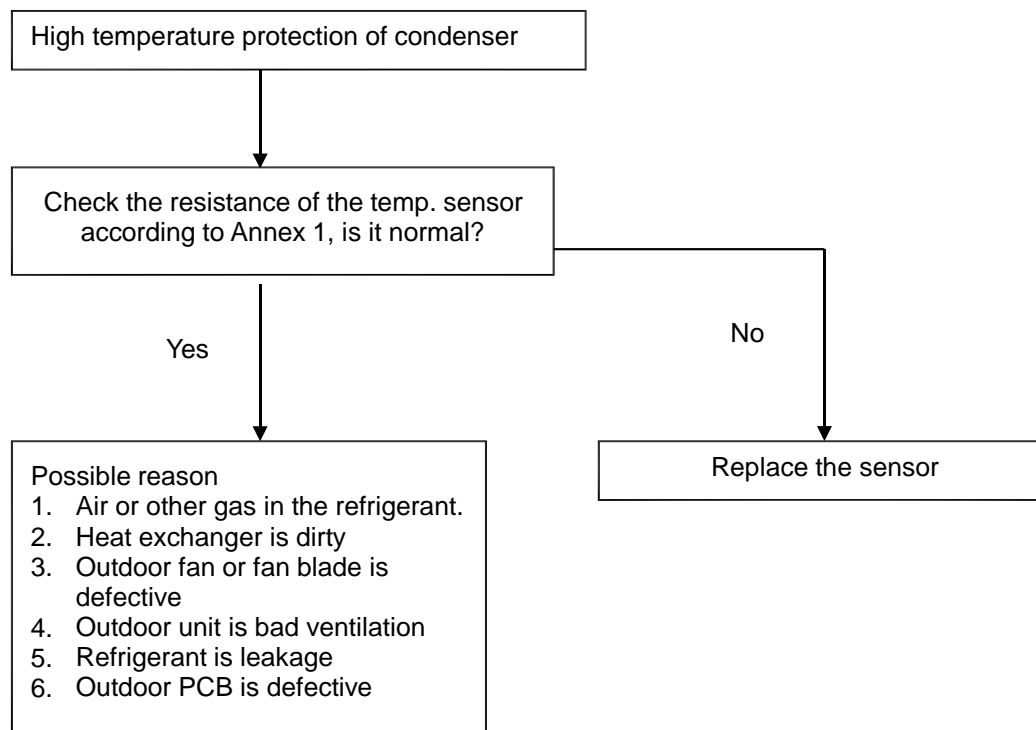 High temperature protection of condenser
Check the resistance of the temp. sensor
according to Annex 1, is it normal?
Yes
No
Possible reason
1. Air or other gas in the refrigerant.
2. Heat exchanger is dirty
3. Outdoor fan or fan blade is
defective
4. Outdoor unit is bad ventilation
5. Refrigerant is leakage
6. Outdoor PCB is defective
Replace the sensor